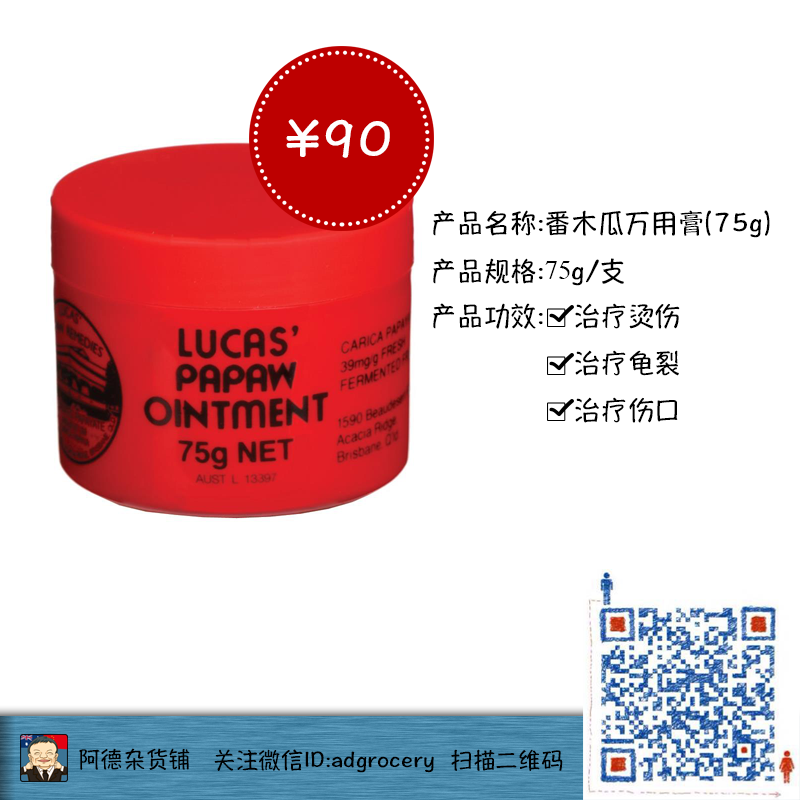 ¥90
产品名称:番木瓜万用膏(75g)
产品规格:75g/支
产品功效:☑治疗烫伤
☑治疗龟裂
☑治疗伤口
LUCAS'
PAPAW
OINTMENT
75g NET
AUST L 13397
CARICA PAPAYA
39mg/g FRESH
FERMENTED
1590 Beaudesert
Acacia Ridge
Brisbane, Qld
LUCAS'
REMEDIES
阿德杂货铺 关注微信ID:adgrocery 扫描二维码